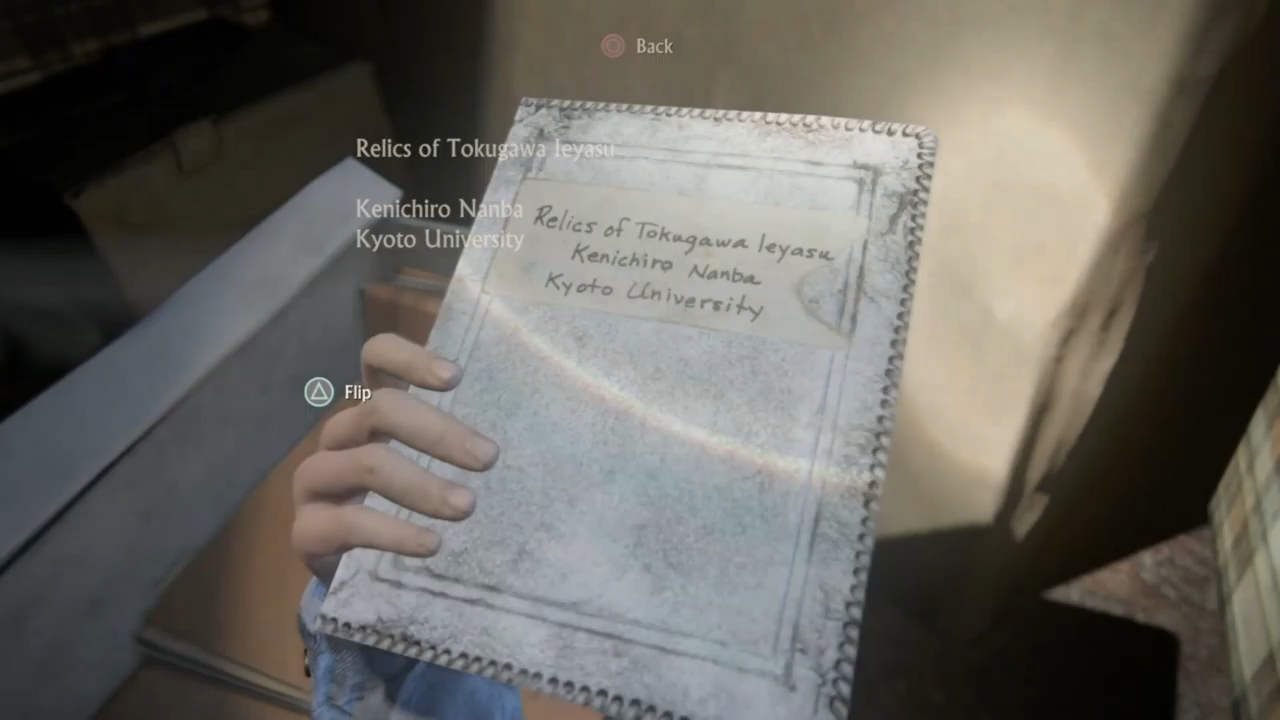 Back
Relics of Tokugawa Ieyasu
Kenichiro Nanba
Kyoto University
Relics of Tokugawa Ieyasu
Kenichiro Nanba
Kyoto University
Flip